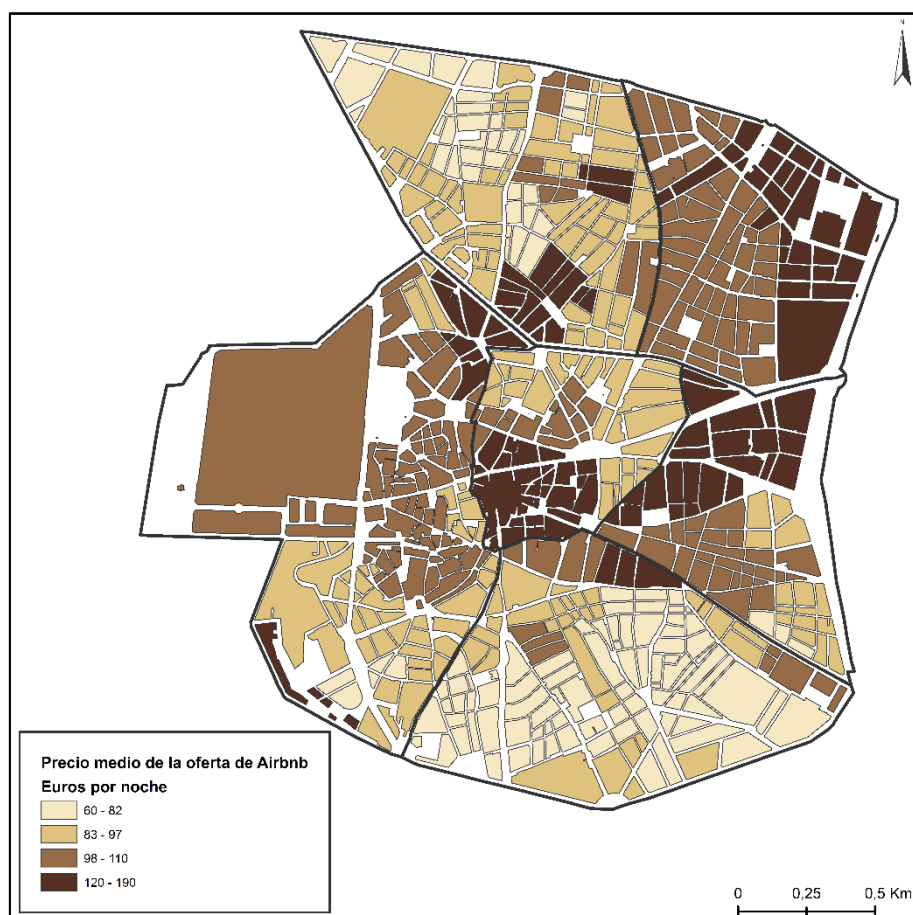 N
Precio medio de la oferta de Airbnb
Euros por noche
60 - 82
83 - 97
98 - 110
120 - 190
0 0,25 0,5 Km